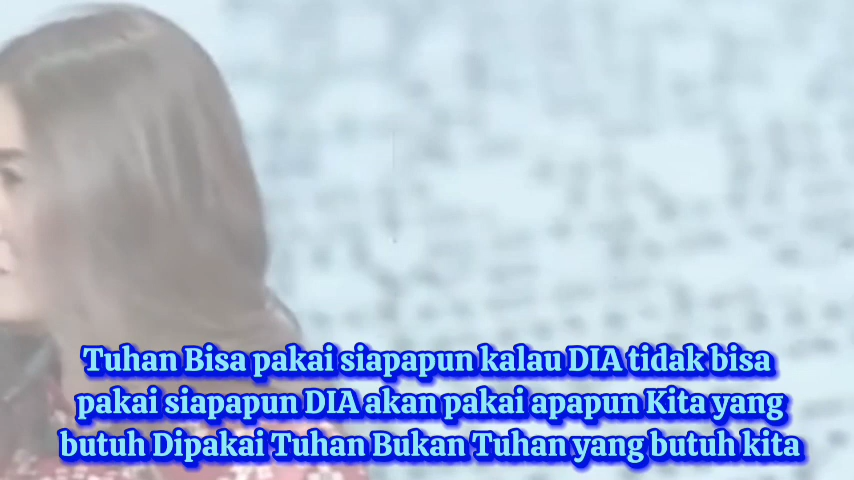 Tuhan Bisa pakai siapapun kalau DIA tidak bisa
pakai siapapun DIA akan pakai apapun Kita yang
butuh Dipakai Tuhan Bukan Tuhan yang butuh kita